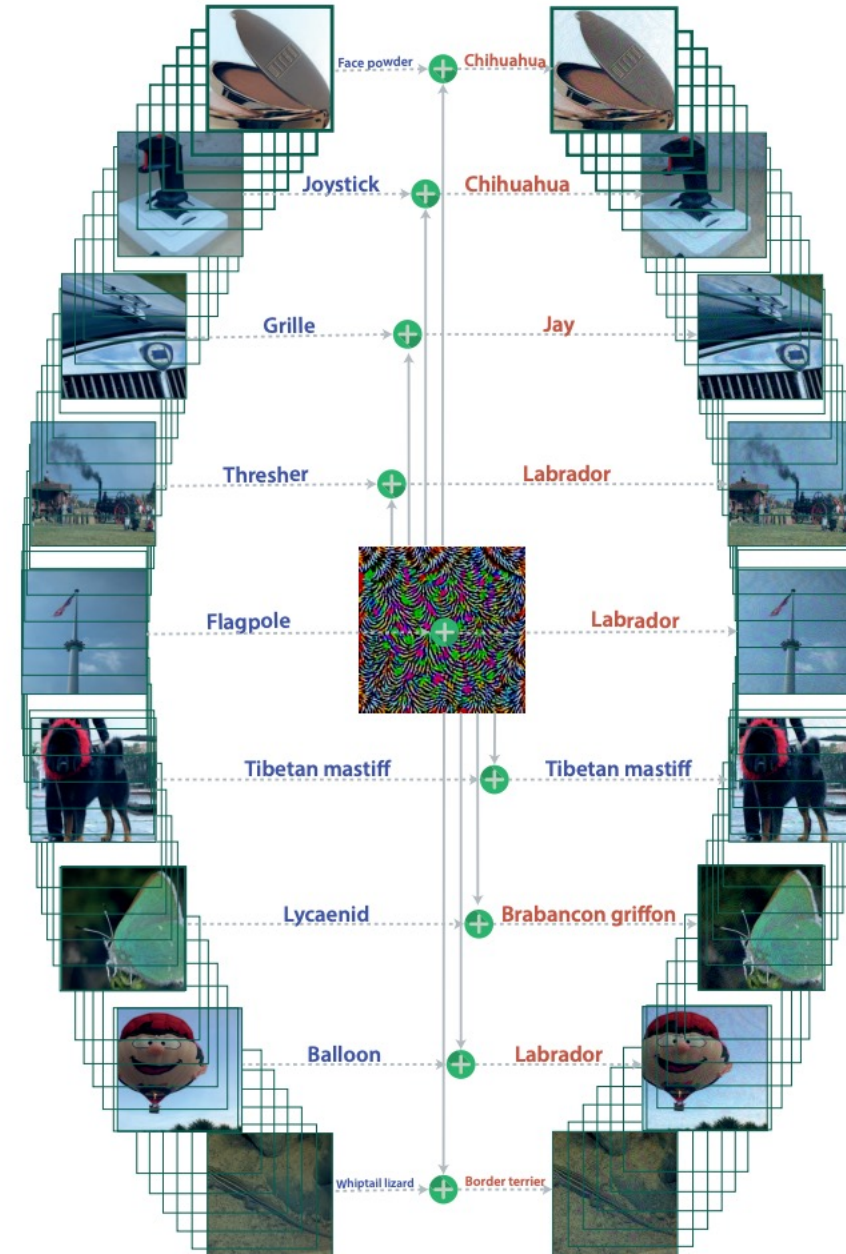 Face powder Chihuahua
Joystick Chihuahua
Grille Jay
Thresher Labrador
Flagpole Labrador
Tibetan mastiff Tibetan mastiff
Lycaenid Brabancon griffon
Balloon Labrador
Whiptail lizard Border terrier